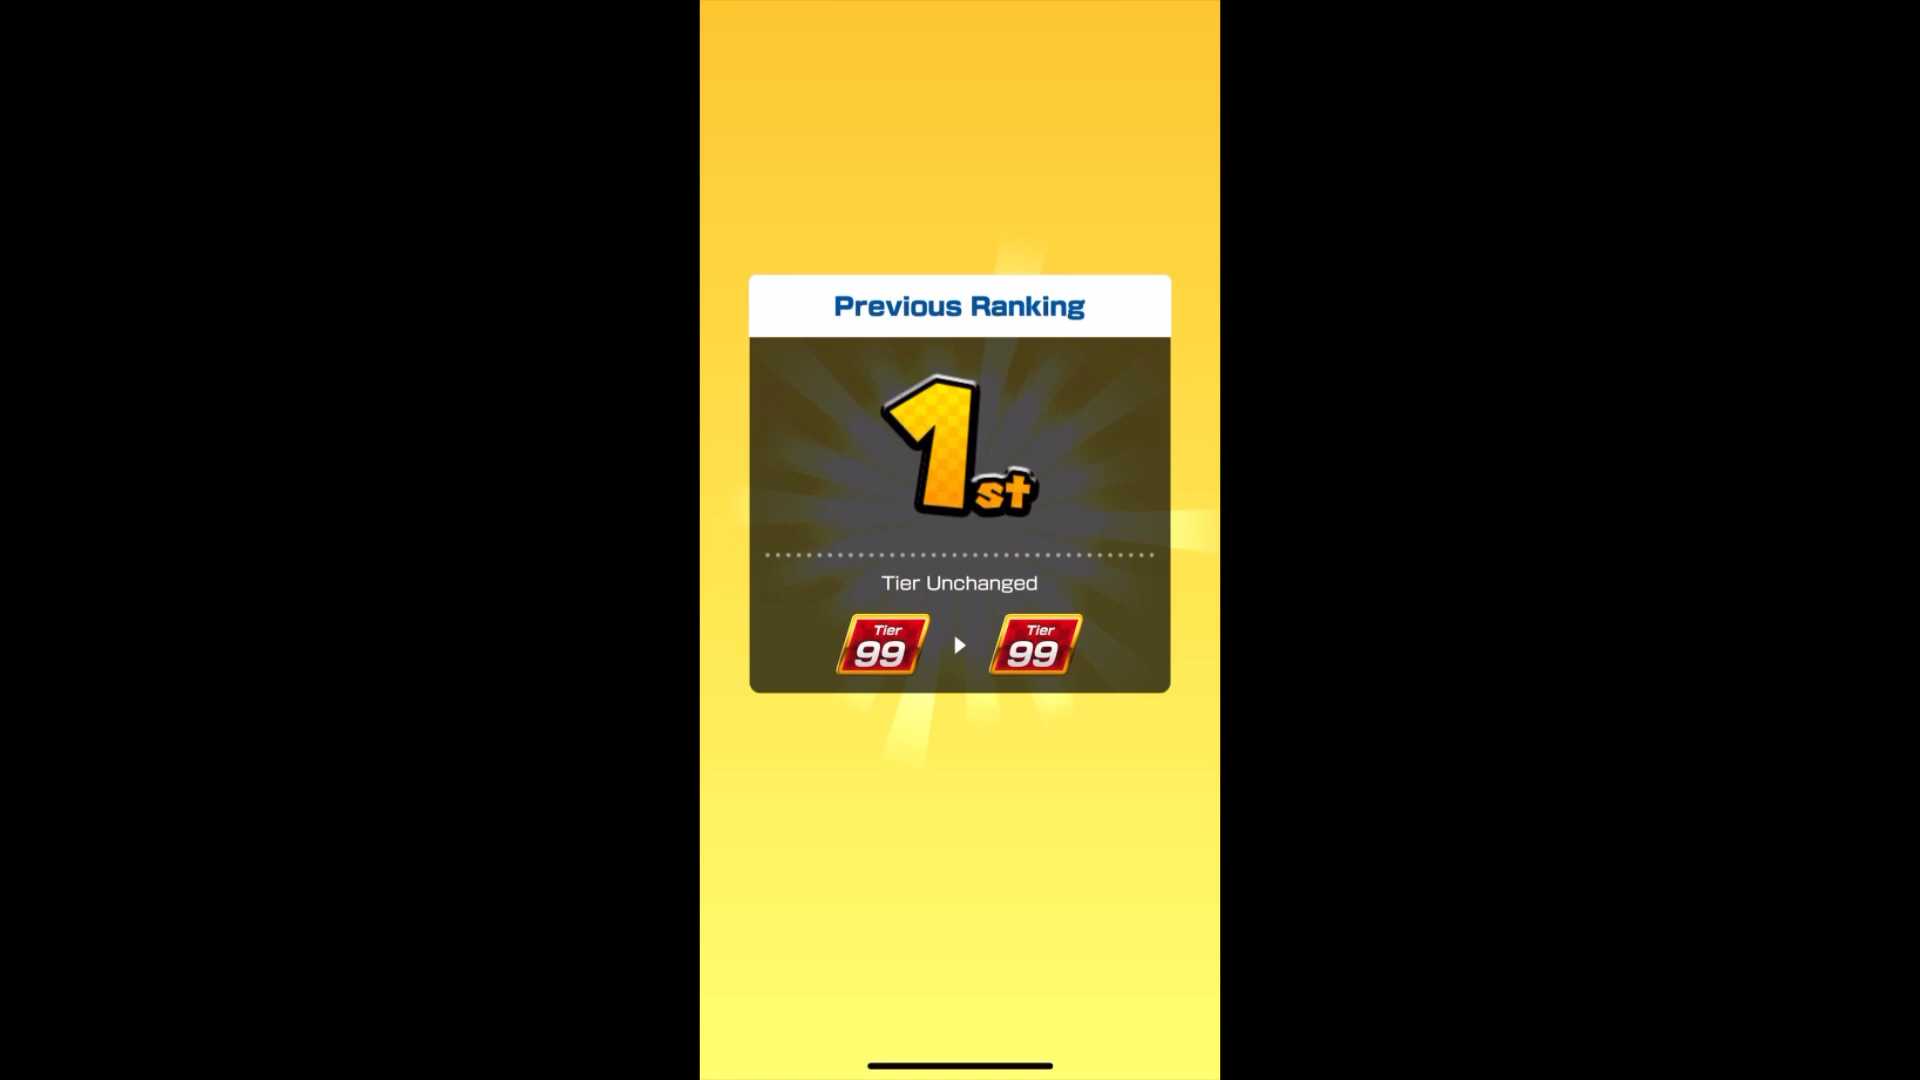 Previous Ranking
1st
Tier Unchanged
Tier Tier
99 99